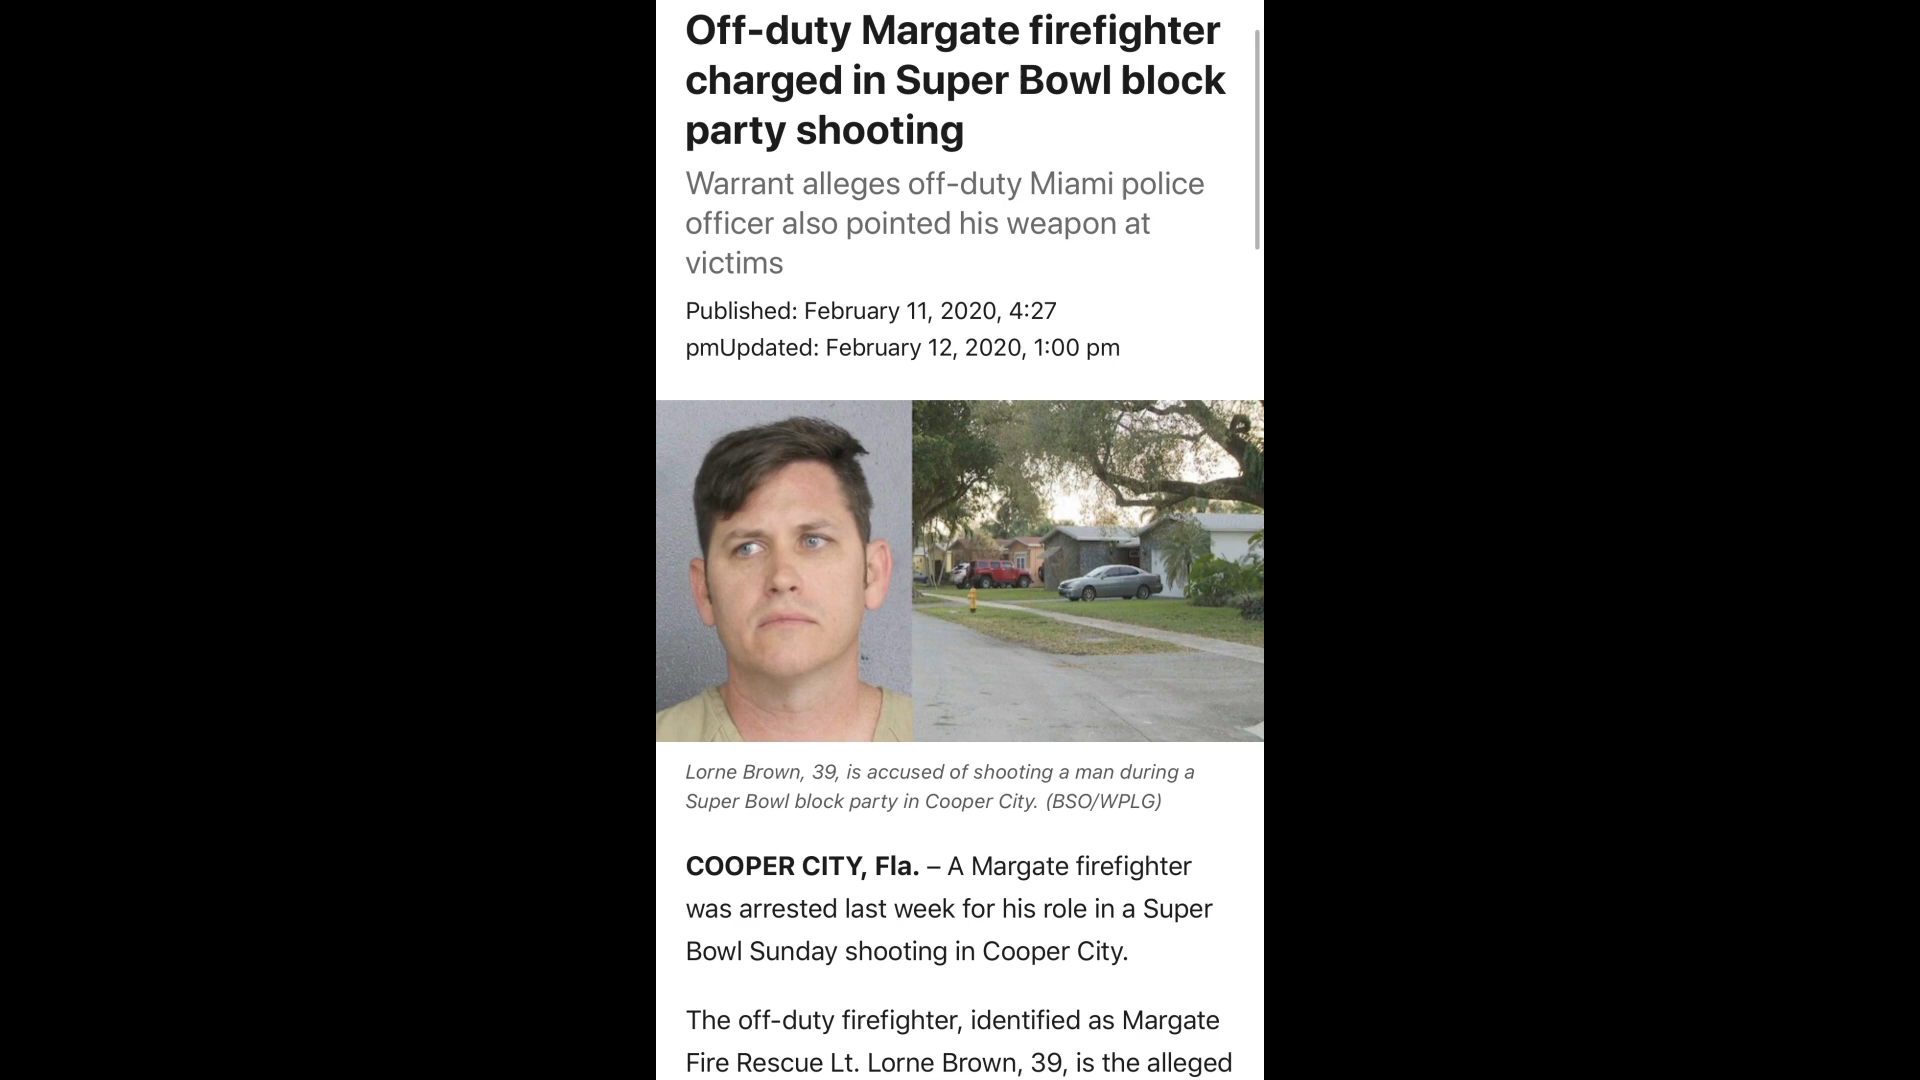 Off-duty Margate firefighter
charged in Super Bowl block
party shooting
Warrant alleges off-duty Miami police
officer also pointed his weapon at
victims
Published: February 11, 2020, 4:27
pmUpdated: February 12, 2020, 1:00 pm
Lorne Brown, 39, is accused of shooting a man during a
Super Bowl block party in Cooper City. (BSO/WPLG)
COOPER CITY, Fla. – A Margate firefighter
was arrested last week for his role in a Super
Bowl Sunday shooting in Cooper City.
The off-duty firefighter, identified as Margate
Fire Rescue Lt. Lorne Brown, 39, is the alleged